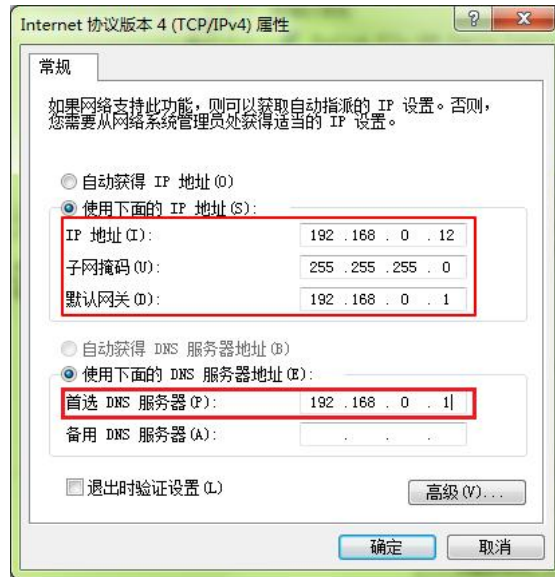 Internet 协议版本 4 (TCP/IPv4) 属性
常规
如果网络支持此功能，则可以获取自动指派的 IP 设置。否则，
您需要从网络系统管理员处获得适当的 IP 设置。
自动获得 IP 地址(O)
使用下面的 IP 地址(S):
IP 地址(I): 192 .168 . 0 . 12
子网掩码(U): 255 .255 .255 . 0
默认网关(D): 192 .168 . 0 . 1
自动获得 DNS 服务器地址(B)
使用下面的 DNS 服务器地址(E):
首选 DNS 服务器(P): 192 .168 . 0 . 1
备用 DNS 服务器(A): . . .
退出时验证设置(L)
高级(V)...
确定 取消